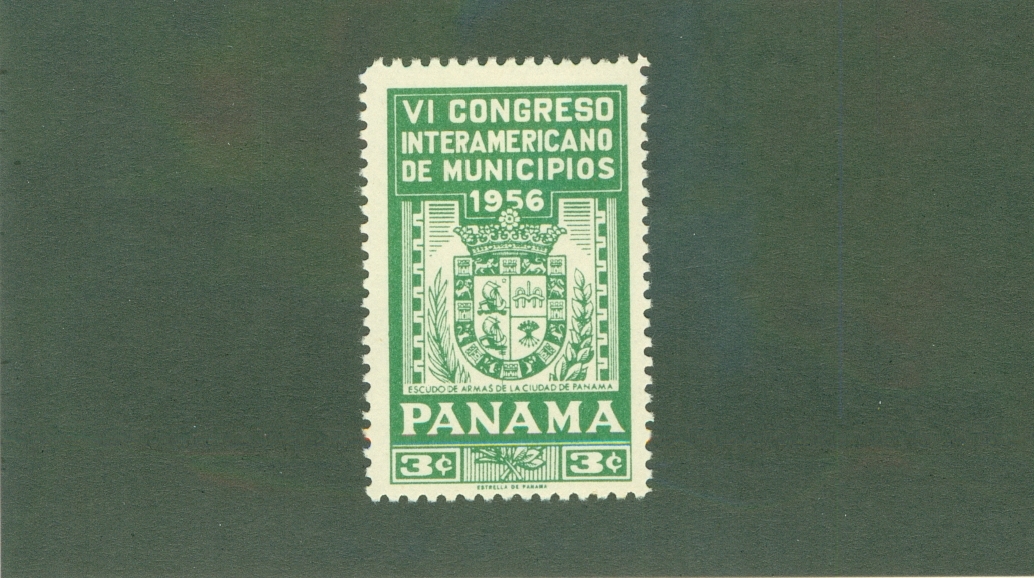 VI CONGRESO
INTERAMERICANO
DE MUNICIPIOS
1956
ESCUDO DE ARMAS DE LA CIUDAD DE PANAMA
PANAMA
3¢ 3¢
ESTRELLA DE PANAMA